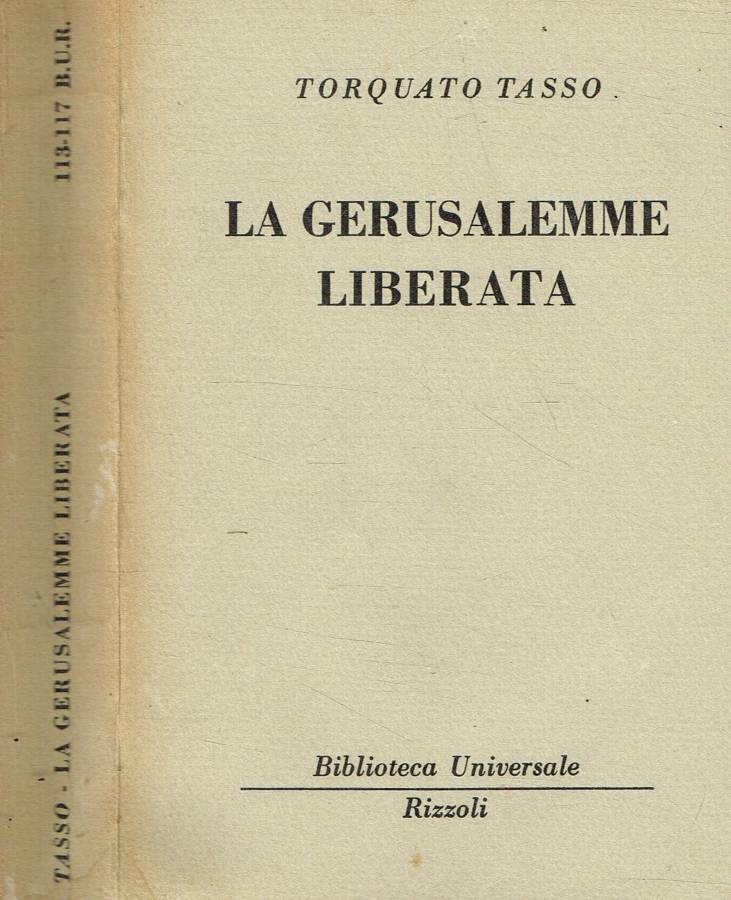 TASSO - LA GERUSALEMME LIBERATA 113-117 B.U.R.
TORQUATO TASSO
LA GERUSALEMME
LIBERATA
Biblioteca Universale
Rizzoli